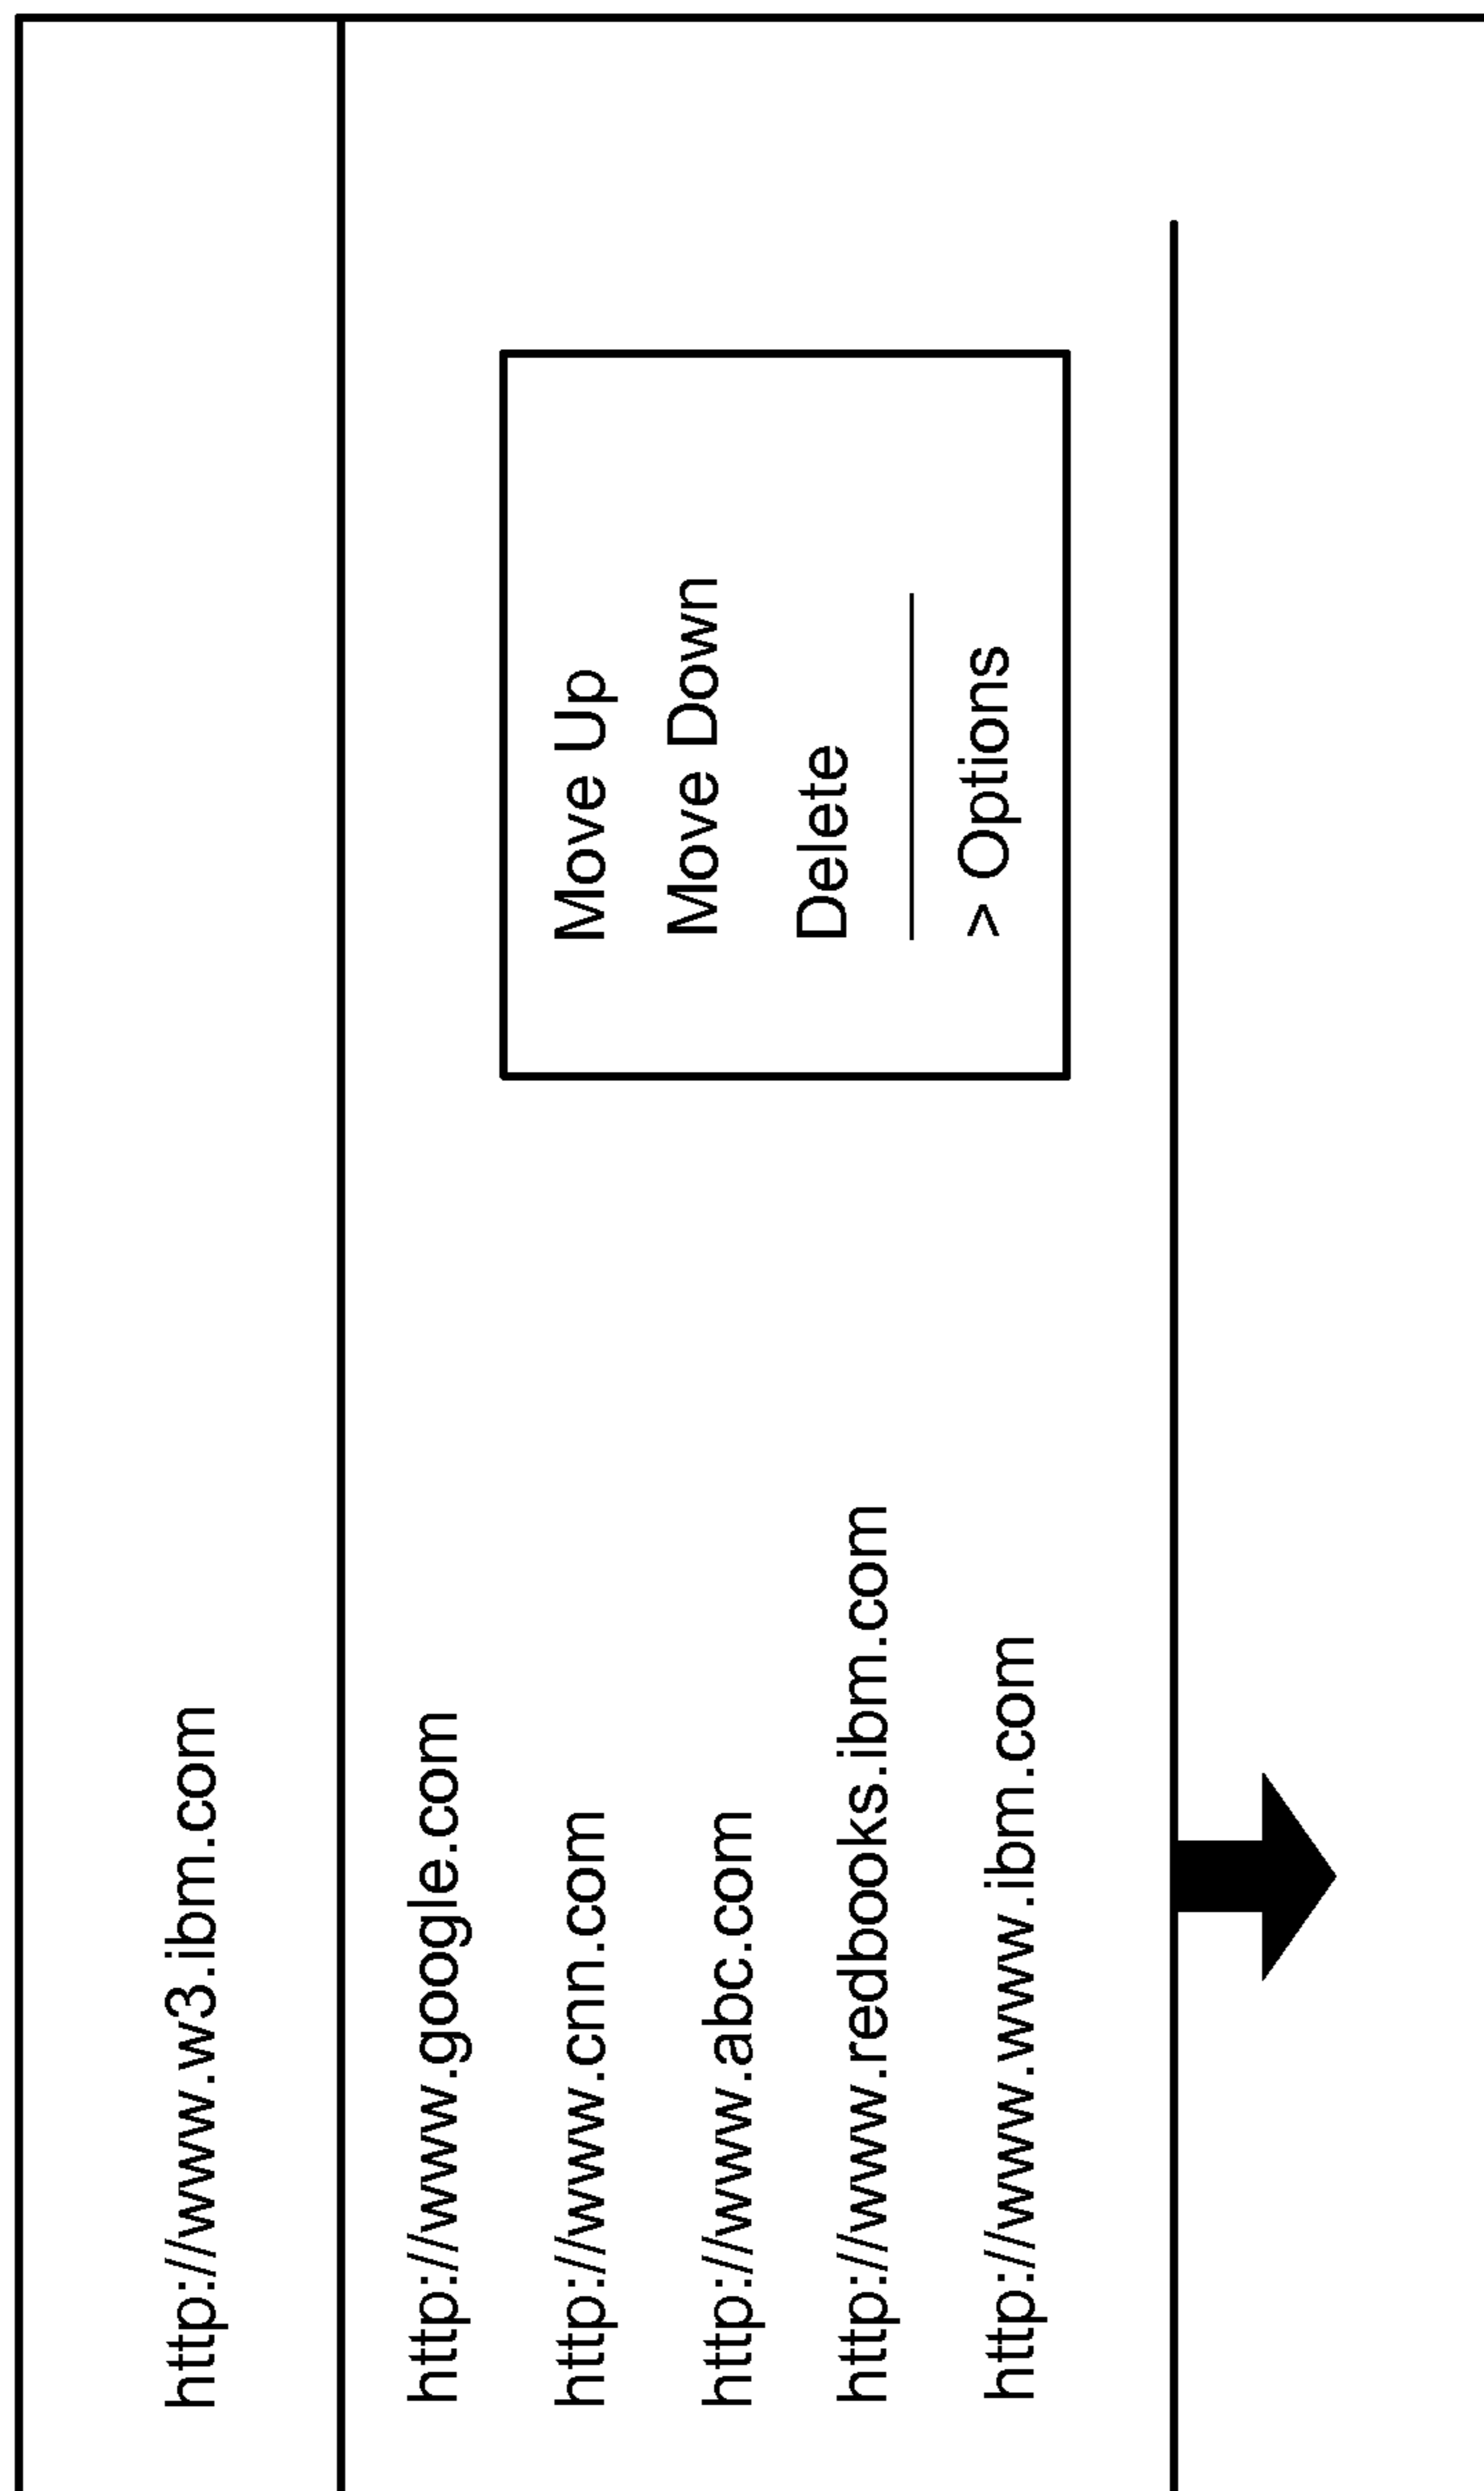 http://www.w3.ibm.com
http://www.google.com
http://www.cnn.com
http://www.abc.com
http://www.redbooks.ibm.com
http://www.www.ibm.com
Move Up
Move Down
Delete
> Options